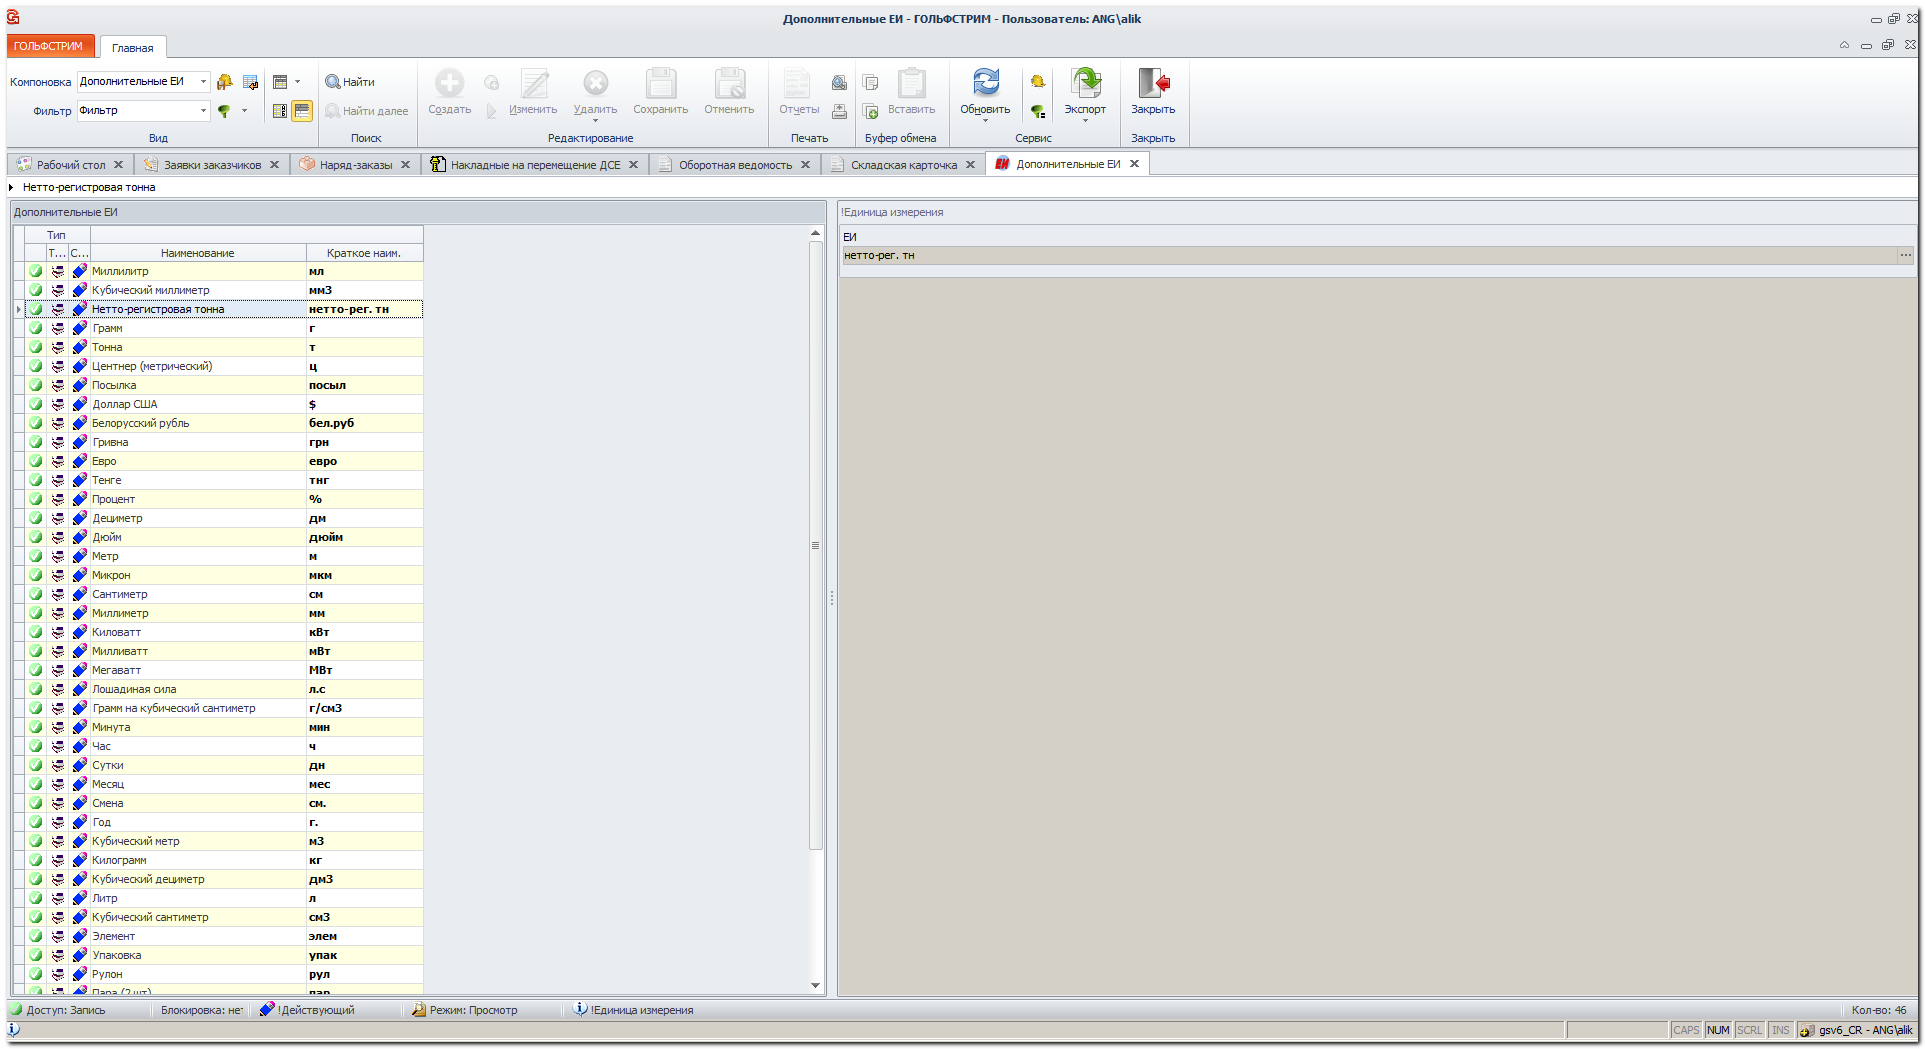 Дополнительные ЕИ - ГОЛЬФСТРИМ - Пользователь: ANG\alik
ГОЛЬФСТРИМ Главная
Компоновка Дополнительные ЕИ
Фильтр Фильтр
Вид
Найти
Найти далее
Поиск
Создать Изменить Удалить Сохранить Отменить
Редактирование
Отчеты
Печать
Вставить
Буфер обмена
Обновить Экспорт
Сервис
Закрыть
Закрыть
Рабочий стол Заявки заказчиков Наряд-заказы Накладные на перемещение ДСЕ Оборотная ведомость Складская карточка ЕИ Дополнительные ЕИ
Нетто-регистровая тонна
Дополнительные ЕИ
Тип
Т... С... Наименование Краткое наим.
Миллилитр мл
Кубический миллиметр мм3
Нетто-регистровая тонна нетто-рег. тн
Грамм г
Тонна т
Центнер (метрический) ц
Посылка посыл
Доллар США $
Белорусский рубль бел.руб
Гривна грн
Евро евро
Тенге тнг
Процент %
Дециметр дм
Дюйм дюйм
Метр м
Микрон мкм
Сантиметр см
Миллиметр мм
Киловатт кВт
Милливатт мВт
Мегаватт МВт
Лошадиная сила л.с
Грамм на кубический сантиметр г/см3
Минута мин
Час ч
Сутки дн
Месяц мес
Смена см.
Год г.
Кубический метр м3
Килограмм кг
Кубический дециметр дм3
Литр л
Кубический сантиметр см3
Элемент элем
Упаковка упак
Рулон рул
Пара (2 шт) пар
!Единица измерения
ЕИ
нетто-рег. тн ...
Доступ: Запись Блокировка: нет !Действующий Режим: Просмотр !Единица измерения Кол-во: 46
CAPS NUM SCRL INS gsv6_CR - ANG\alik